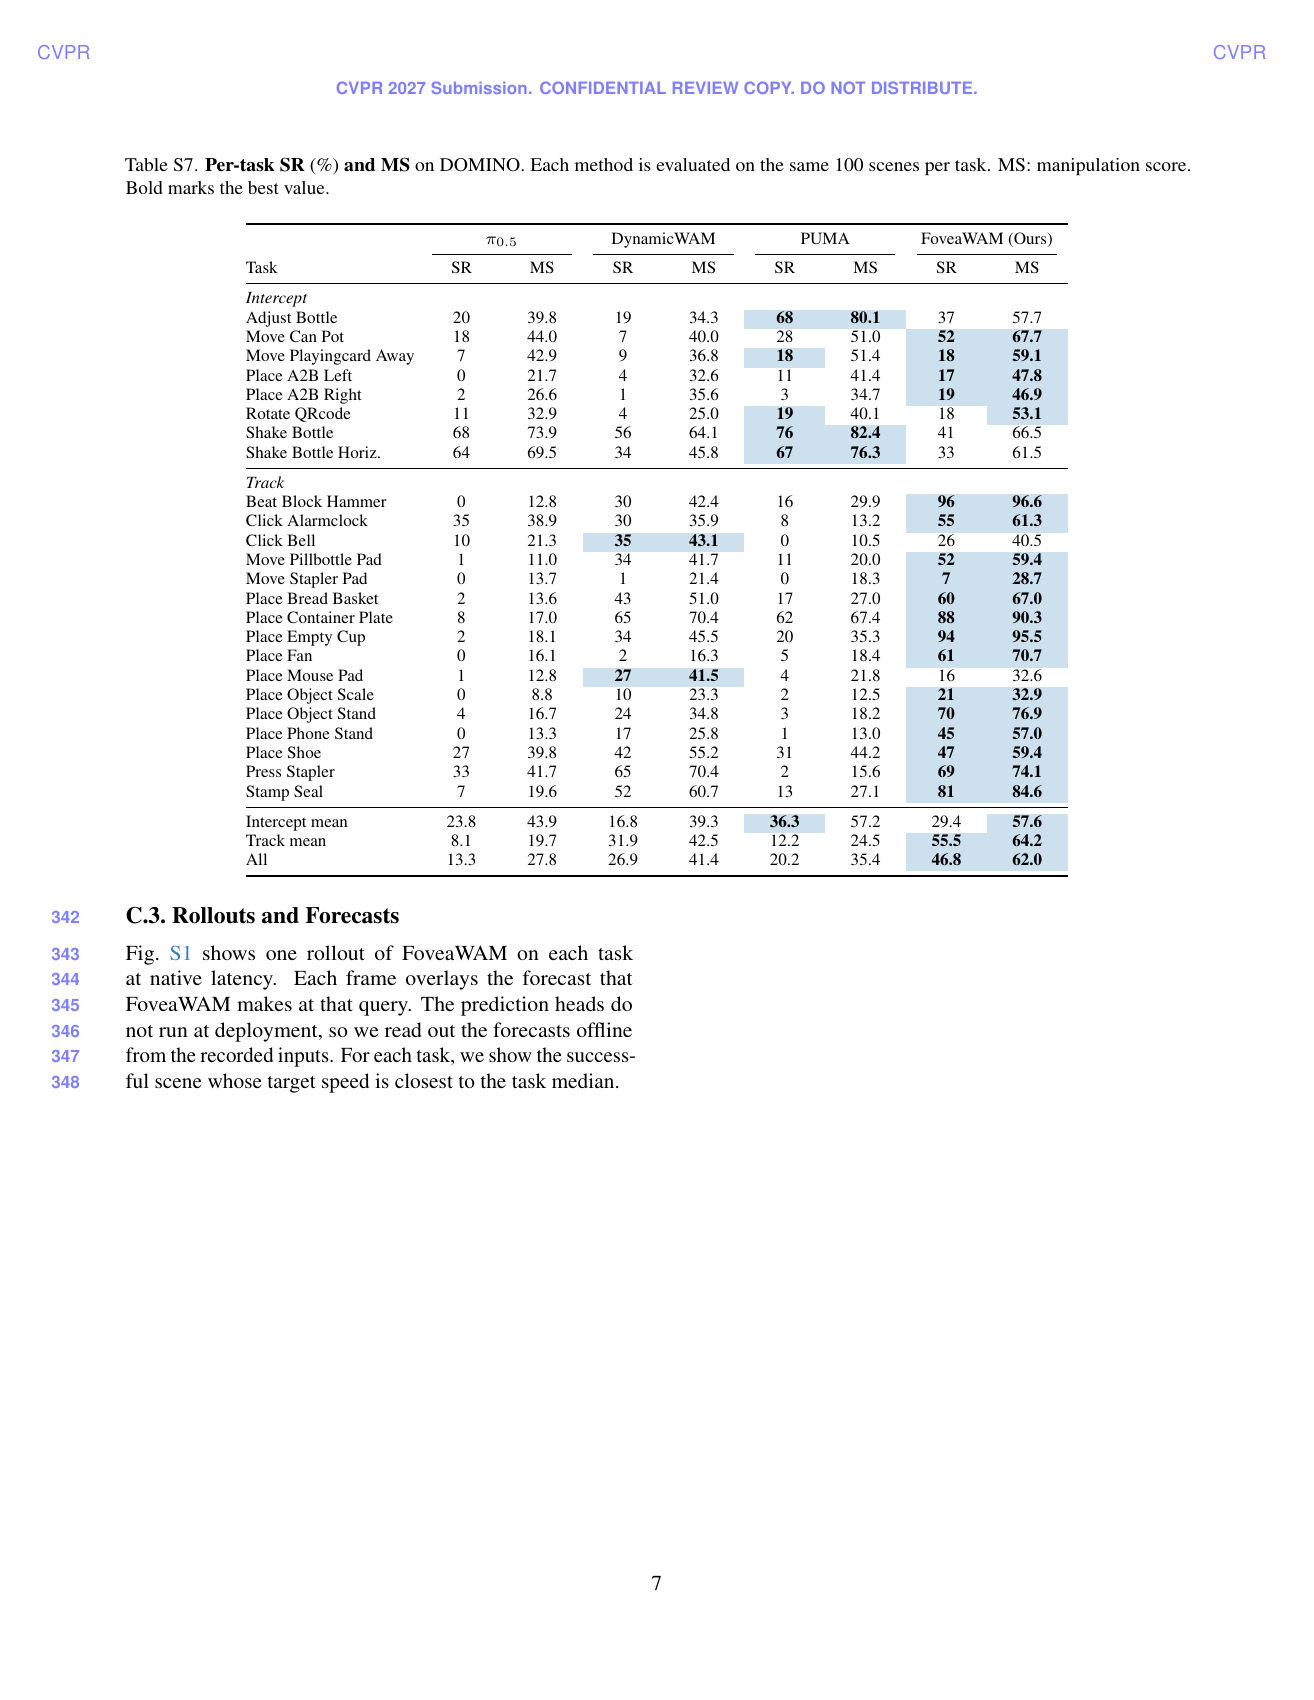 CVPR
CVPR
CVPR 2027 Submission. CONFIDENTIAL REVIEW COPY. DO NOT DISTRIBUTE.
Table S7. Per-task SR (%) and MS on DOMINO. Each method is evaluated on the same 100 scenes per task. MS: manipulation score.
Bold marks the best value.
π0.5 DynamicWAM PUMA FoveaWAM (Ours)
Task SR MS SR MS SR MS SR MS
Intercept
Adjust Bottle 20 39.8 19 34.3 68 80.1 37 57.7
Move Can Pot 18 44.0 7 40.0 28 51.0 52 67.7
Move Playingcard Away 7 42.9 9 36.8 18 51.4 18 59.1
Place A2B Left 0 21.7 4 32.6 11 41.4 17 47.8
Place A2B Right 2 26.6 1 35.6 3 34.7 19 46.9
Rotate QRcode 11 32.9 4 25.0 19 40.1 18 53.1
Shake Bottle 68 73.9 56 64.1 76 82.4 41 66.5
Shake Bottle Horiz. 64 69.5 34 45.8 67 76.3 33 61.5
Track
Beat Block Hammer 0 12.8 30 42.4 16 29.9 96 96.6
Click Alarmclock 35 38.9 30 35.9 8 13.2 55 61.3
Click Bell 10 21.3 35 43.1 0 10.5 26 40.5
Move Pillbottle Pad 1 11.0 34 41.7 11 20.0 52 59.4
Move Stapler Pad 0 13.7 1 21.4 0 18.3 7 28.7
Place Bread Basket 2 13.6 43 51.0 17 27.0 60 67.0
Place Container Plate 8 17.0 65 70.4 62 67.4 88 90.3
Place Empty Cup 2 18.1 34 45.5 20 35.3 94 95.5
Place Fan 0 16.1 2 16.3 5 18.4 61 70.7
Place Mouse Pad 1 12.8 27 41.5 4 21.8 16 32.6
Place Object Scale 0 8.8 10 23.3 2 12.5 21 32.9
Place Object Stand 4 16.7 24 34.8 3 18.2 70 76.9
Place Phone Stand 0 13.3 17 25.8 1 13.0 45 57.0
Place Shoe 27 39.8 42 55.2 31 44.2 47 59.4
Press Stapler 33 41.7 65 70.4 2 15.6 69 74.1
Stamp Seal 7 19.6 52 60.7 13 27.1 81 84.6
Intercept mean 23.8 43.9 16.8 39.3 36.3 57.2 29.4 57.6
Track mean 8.1 19.7 31.9 42.5 12.2 24.5 55.5 64.2
All 13.3 27.8 26.9 41.4 20.2 35.4 46.8 62.0
342 C.3. Rollouts and Forecasts
343 Fig. S1 shows one rollout of FoveaWAM on each task
344 at native latency. Each frame overlays the forecast that
345 FoveaWAM makes at that query. The prediction heads do
346 not run at deployment, so we read out the forecasts offline
347 from the recorded inputs. For each task, we show the success-
348 ful scene whose target speed is closest to the task median.
7